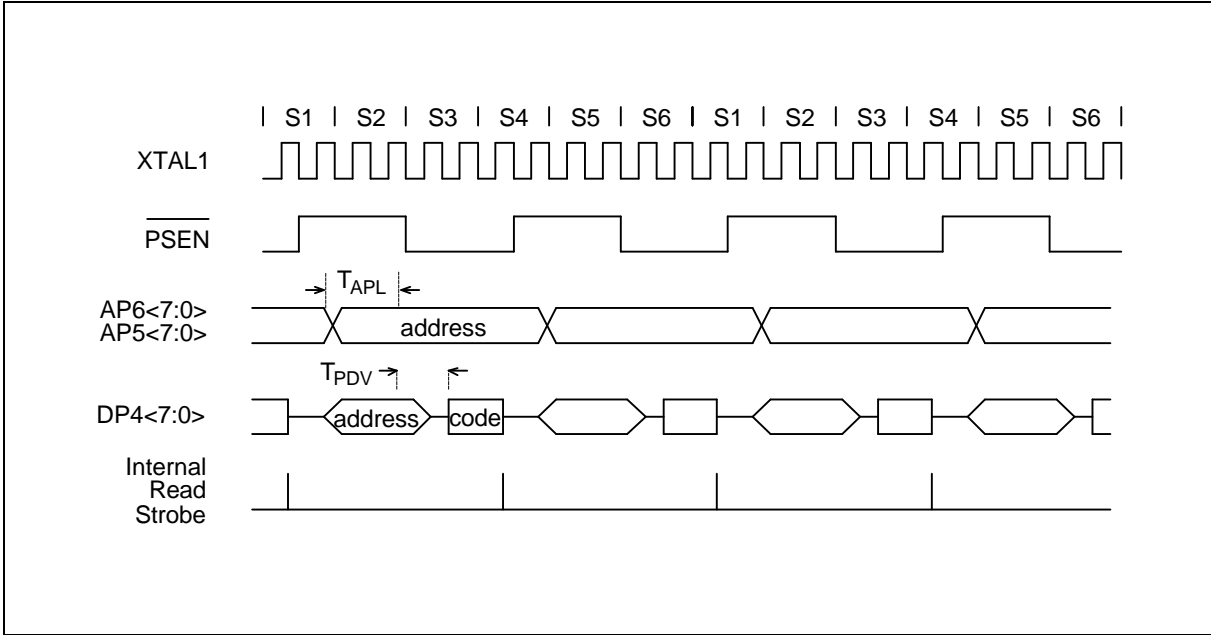 | S1 | S2 | S3 | S4 | S5 | S6 | S1 | S2 | S3 | S4 | S5 | S6 |
XTAL1
PSEN
TAPL
AP6<7:0>
AP5<7:0>
address
TPDV
DP4<7:0>
address
code
Internal
Read
Strobe